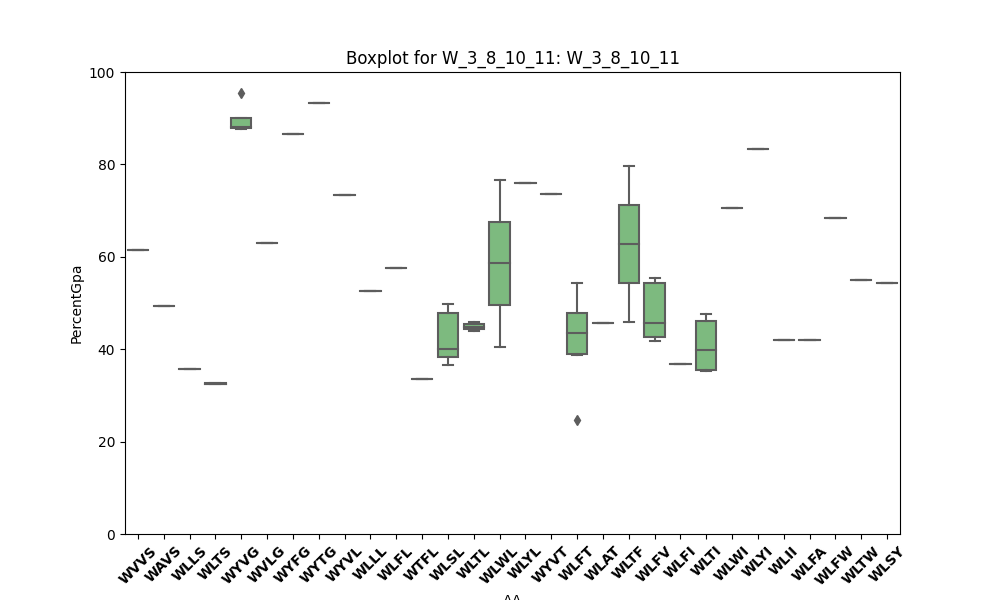 Boxplot for W_3_8_10_11: W_3_8_10_11
100
80
60
40
20
0
PercentGpa
WVVS WAVS WLLS WLTS WYVG WVLG WYFG WYTG WYVL WLLL WLFL WTFL WLSL WLTL WLWL WLYL WYVT WLFT WLAT WLTF WLFV WLFI WLTI WLWI WLYI WLII WLFA WLFW WLTW WLSY
AA